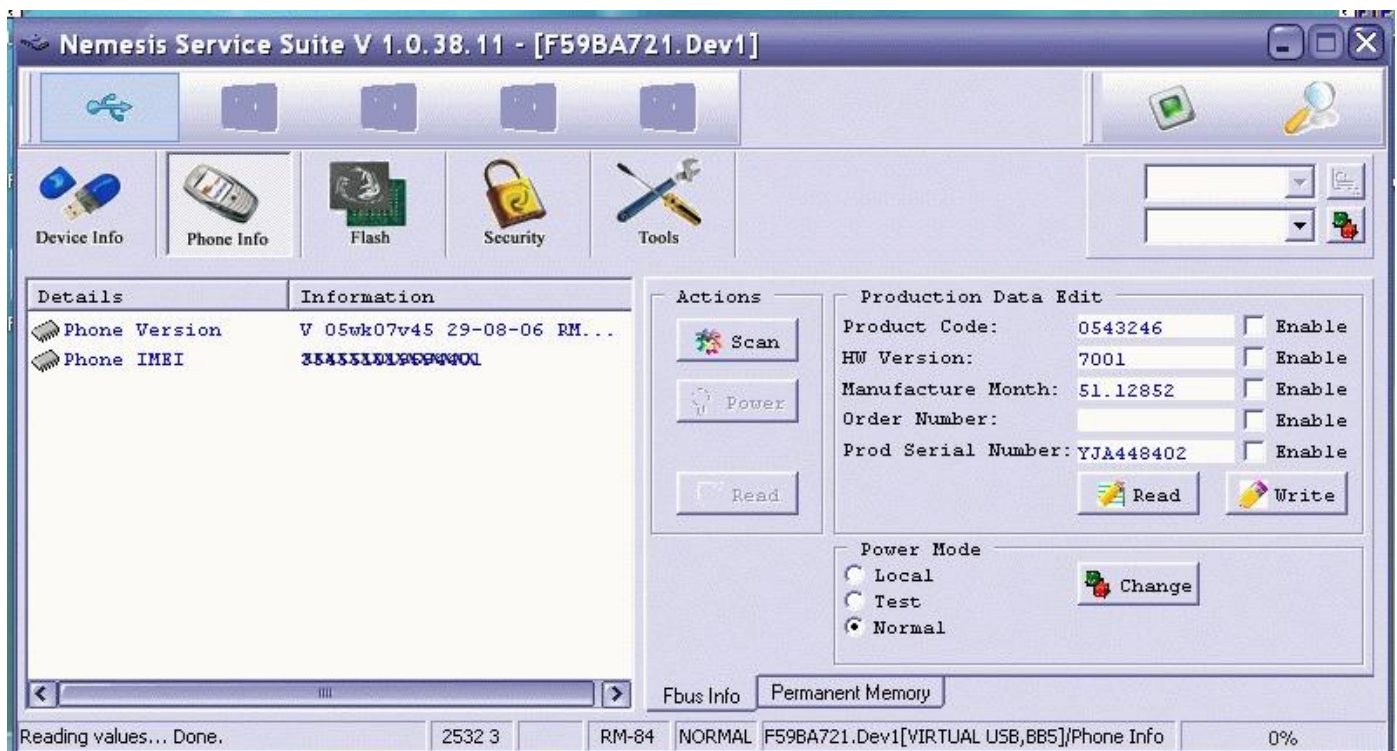 Nemesis Service Suite V 1.0.38.11 - [F59BA721.Dev1]
Device Info
Phone Info
Flash
Security
Tools
Details Information
Phone Version V 05wk07v45 29-08-06 RM...
Phone IMEI
Actions
Scan
Power
Read
Production Data Edit
Product Code: 0543246 Enable
HW Version: 7001 Enable
Manufacture Month: 51.12852 Enable
Order Number: Enable
Prod Serial Number: YJA448402 Enable
Read Write
Power Mode
Local
Test
Normal
Change
Fbus Info Permanent Memory
Reading values... Done. 2532 3 RM-84 NORMAL F59BA721.Dev1[VIRTUAL USB,BB5]/Phone Info 0%